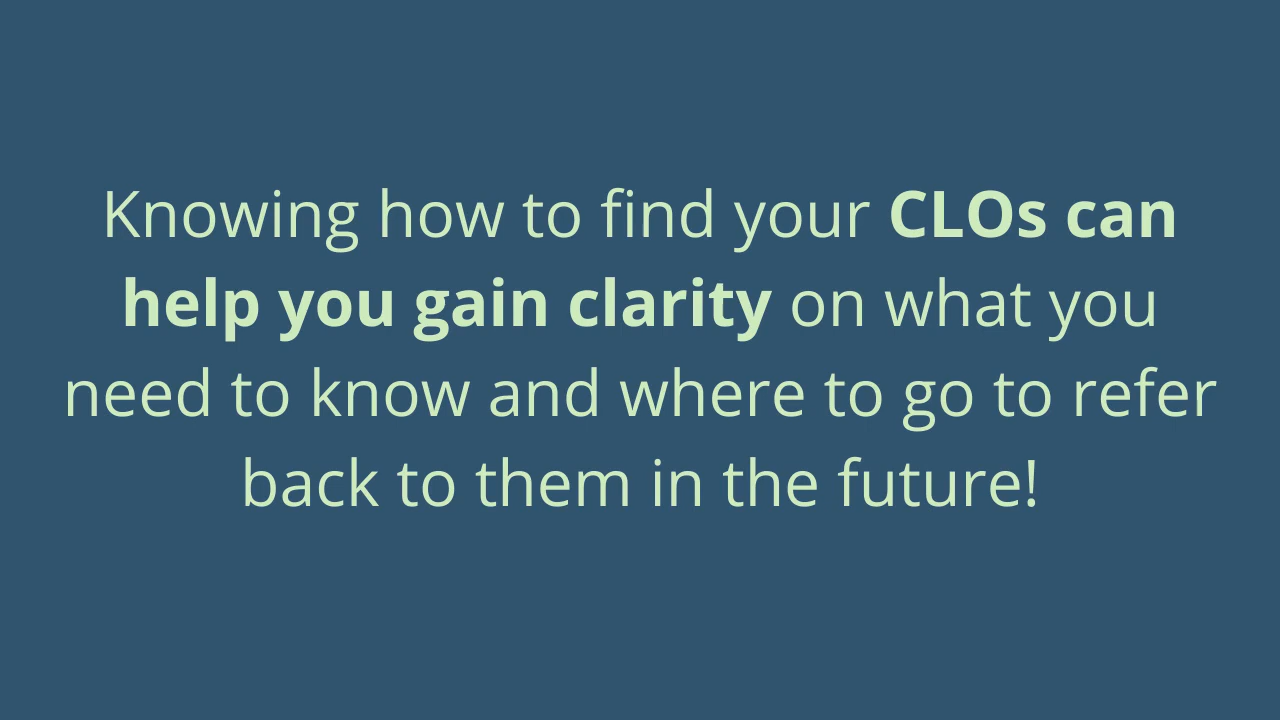 Knowing how to find your CLOs can
help you gain clarity on what you
need to know and where to go to refer
back to them in the future!